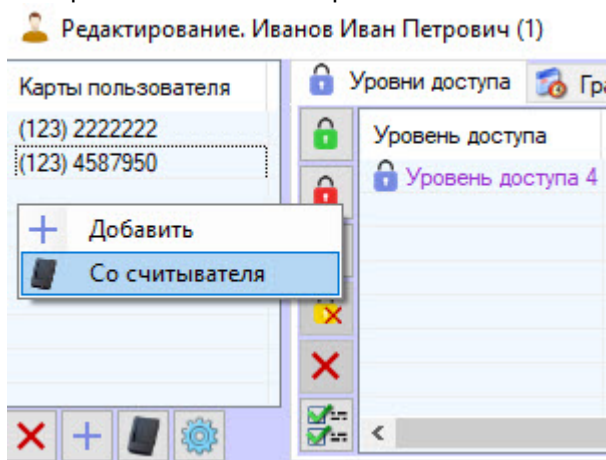 Редактирование. Иванов Иван Петрович (1)
Карты пользователя
(123) 2222222
(123) 4587950
Добавить
Со считывателя
Уровни доступа
Гра
Уровень доступа
Уровень доступа 4